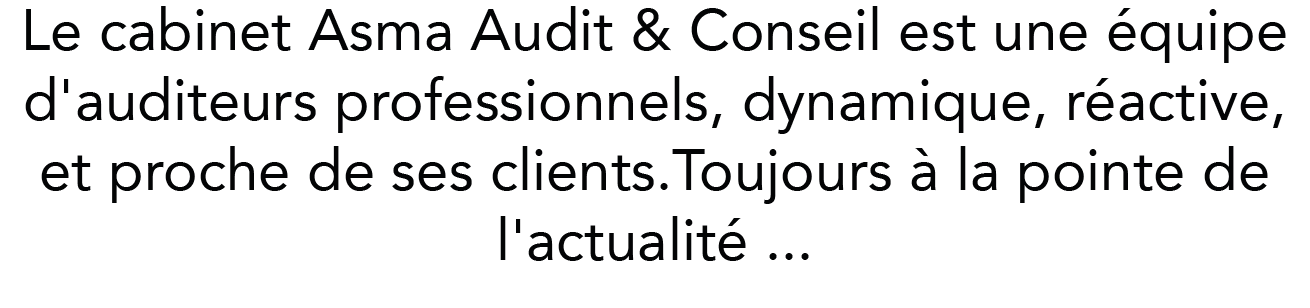 Le cabinet Asma Audit & Conseil est une équipe
d'auditeurs professionnels, dynamique, réactive,
et proche de ses clients.Toujours à la pointe de
l'actualité ...